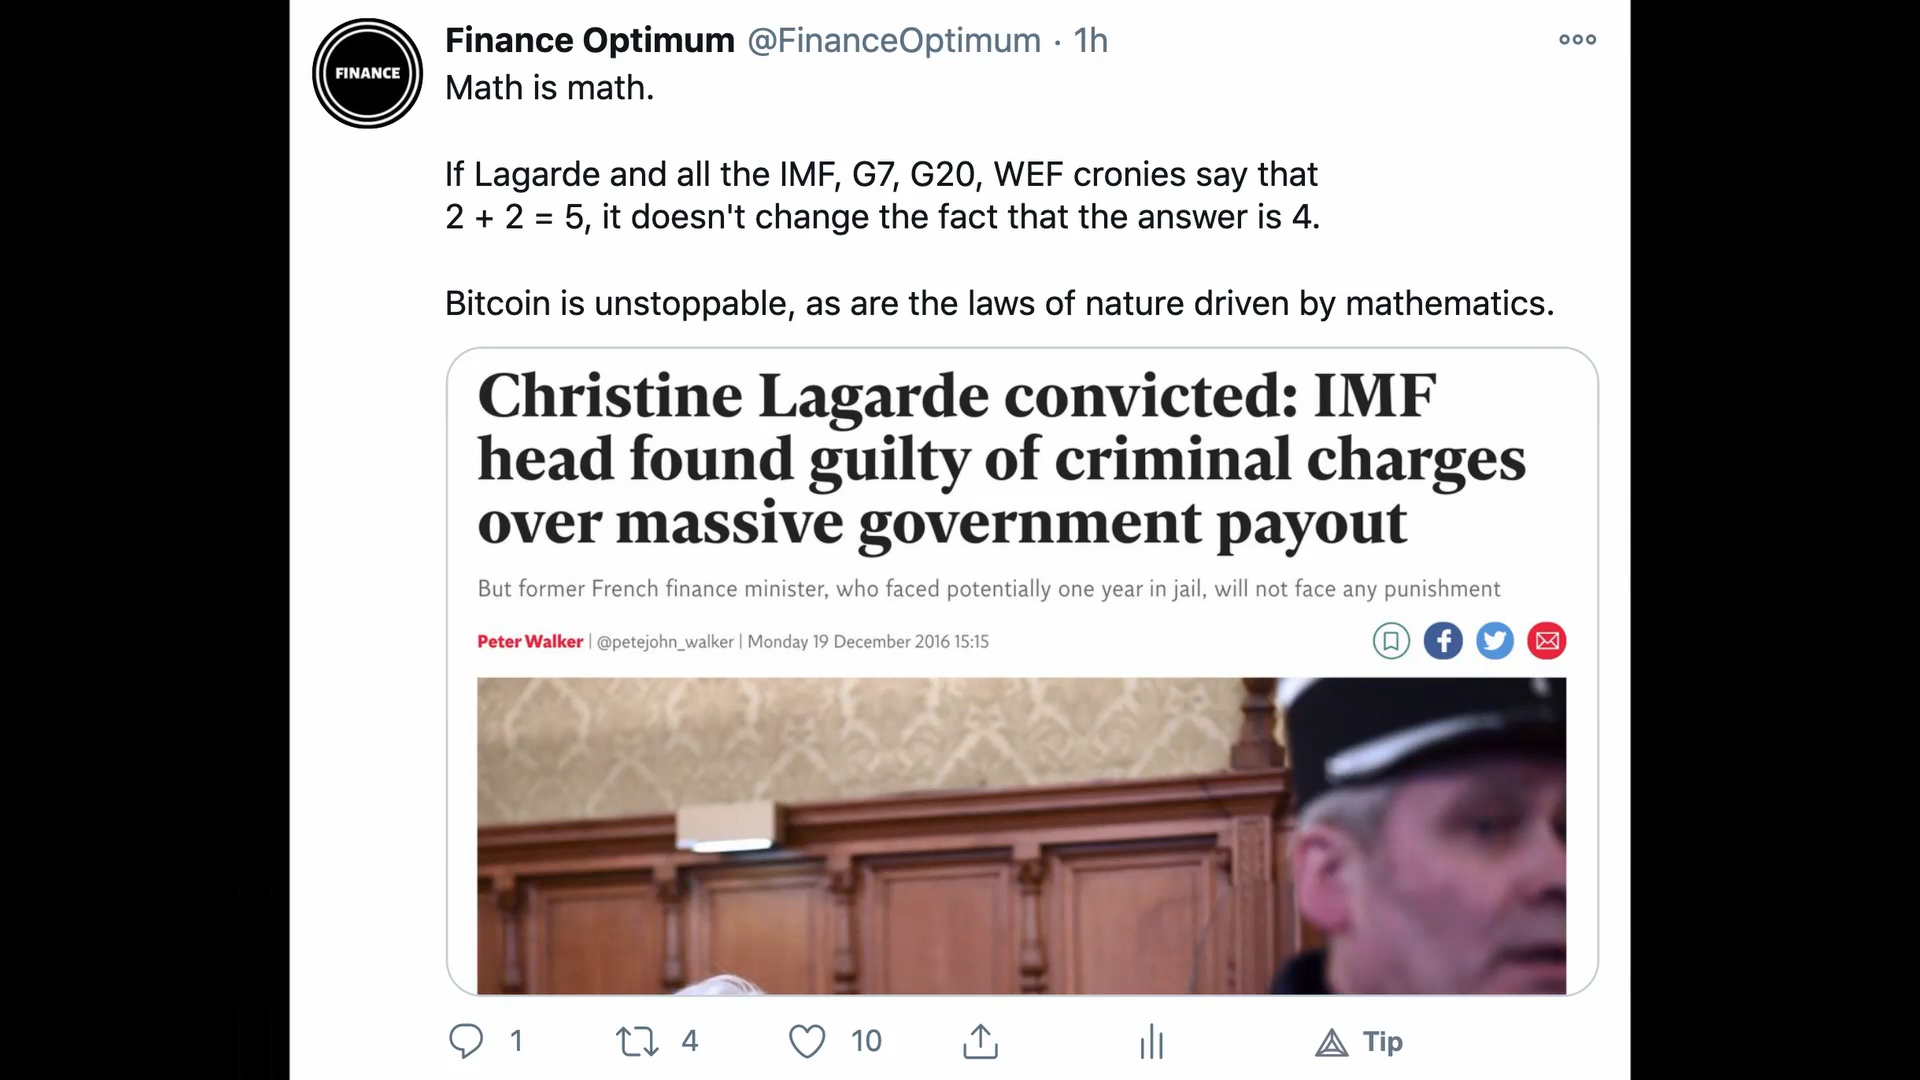 FINANCE
Finance Optimum @FinanceOptimum · 1h
Math is math.
If Lagarde and all the IMF, G7, G20, WEF cronies say that
2 + 2 = 5, it doesn't change the fact that the answer is 4.
Bitcoin is unstoppable, as are the laws of nature driven by mathematics.
Christine Lagarde convicted: IMF
head found guilty of criminal charges
over massive government payout
But former French finance minister, who faced potentially one year in jail, will not face any punishment
Peter Walker | @petejohn_walker | Monday 19 December 2016 15:15
1 4 10 Tip